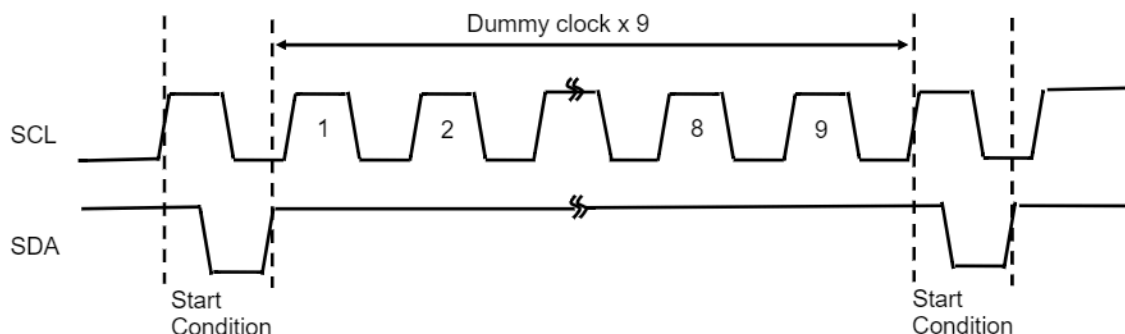 Dummy clock x 9
SCL
1
2
8
9
SDA
Start
Condition
Start
Condition